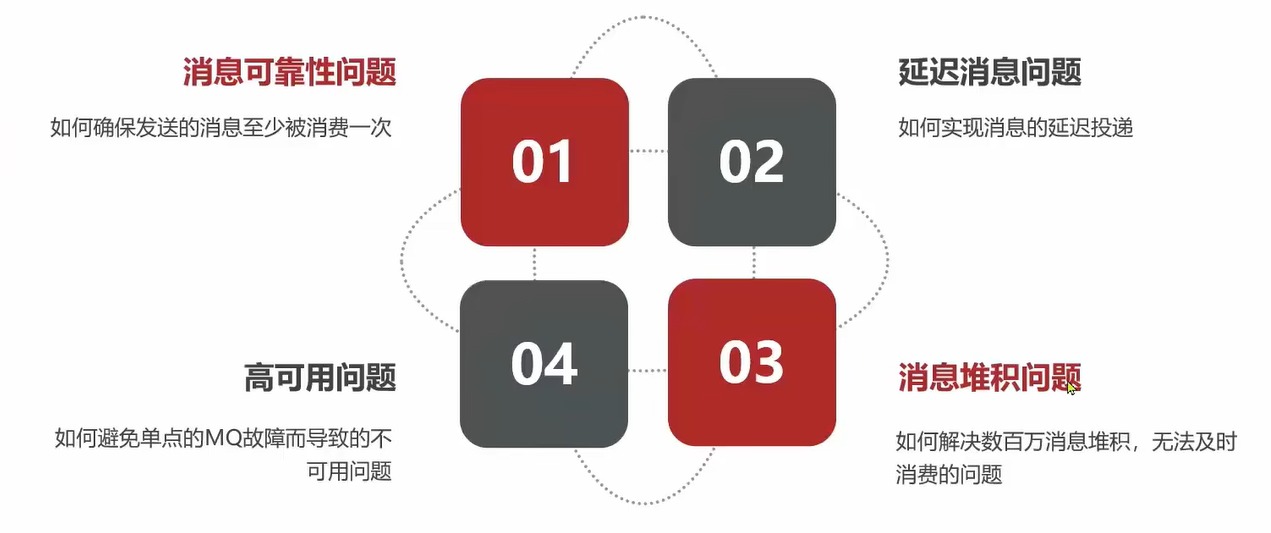 消息可靠性问题
如何确保发送的消息至少被消费一次
01
02
延迟消息问题
如何实现消息的延迟投递
高可用问题
如何避免单点的MQ故障而导致的不
可用问题
04
03
消息堆积问题
如何解决数百万消息堆积，无法及时
消费的问题